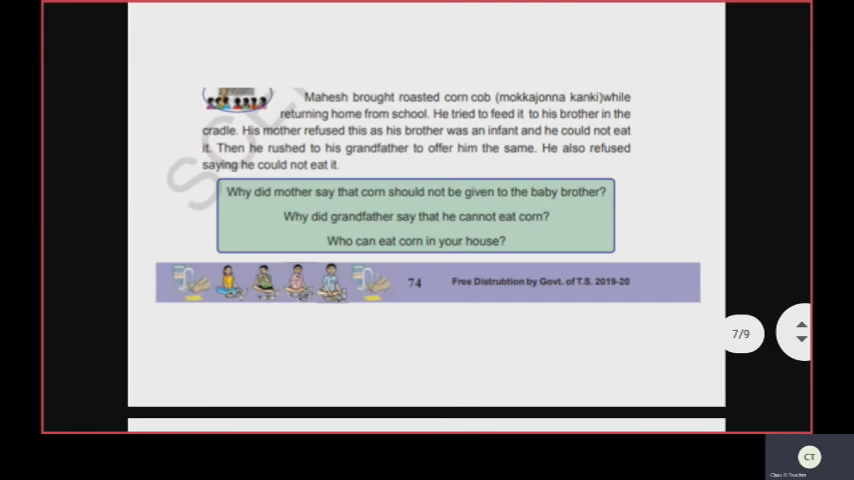 Mahesh brought roasted corn cob (mokkajonna kanki)while
returning home from school. He tried to feed it to his brother in the
cradle. His mother refused this as his brother was an infant and he could not eat
it. Then he rushed to his grandfather to offer him the same. He also refused
saying he could not eat it.
Why did mother say that corn should not be given to the baby brother?
Why did grandfather say that he cannot eat corn?
Who can eat corn in your house?
74 Free Distrubtion by Govt. of T.S. 2019-20
7/9
CT
Class III Teacher